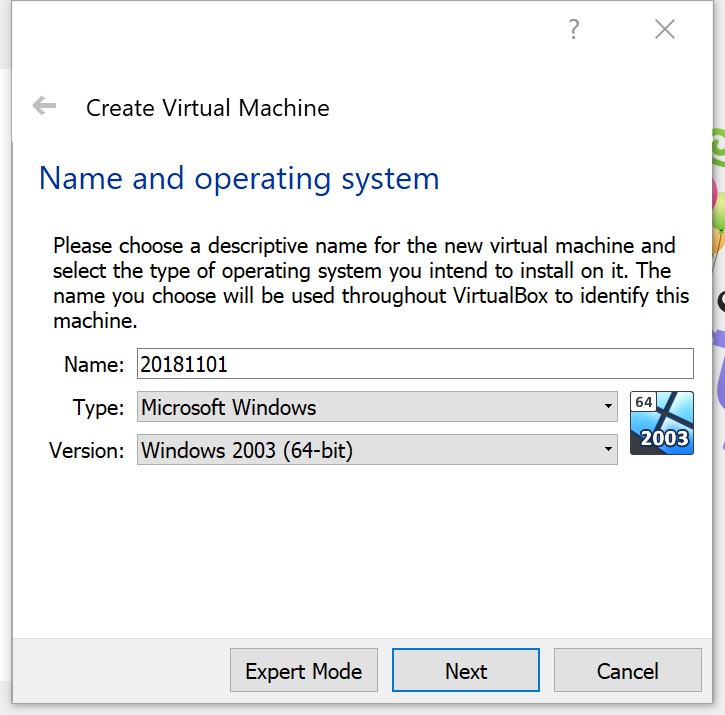 ?
Create Virtual Machine
Name and operating system
Please choose a descriptive name for the new virtual machine and
select the type of operating system you intend to install on it. The
name you choose will be used throughout VirtualBox to identify this
machine.
Name: 20181101
Type: Microsoft Windows
64
2003
Version: Windows 2003 (64-bit)
Expert Mode Next Cancel